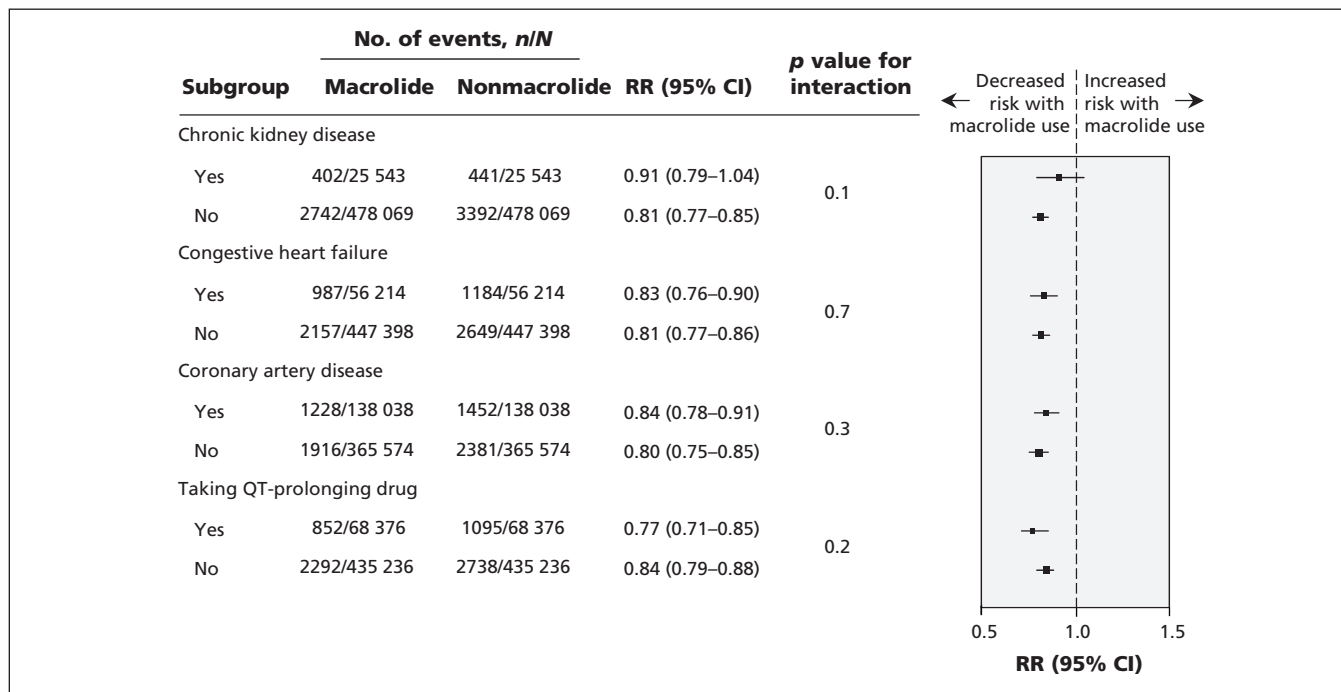 No. of events, n/N
Subgroup Macrolide Nonmacrolide RR (95% CI) p value for interaction
Decreased risk with macrolide use
Increased risk with macrolide use
Chronic kidney disease
Yes 402/25 543 441/25 543 0.91 (0.79–1.04)
0.1
No 2742/478 069 3392/478 069 0.81 (0.77–0.85)
Congestive heart failure
Yes 987/56 214 1184/56 214 0.83 (0.76–0.90)
0.7
No 2157/447 398 2649/447 398 0.81 (0.77–0.86)
Coronary artery disease
Yes 1228/138 038 1452/138 038 0.84 (0.78–0.91)
0.3
No 1916/365 574 2381/365 574 0.80 (0.75–0.85)
Taking QT-prolonging drug
Yes 852/68 376 1095/68 376 0.77 (0.71–0.85)
0.2
No 2292/435 236 2738/435 236 0.84 (0.79–0.88)
0.5 1.0 1.5
RR (95% CI)